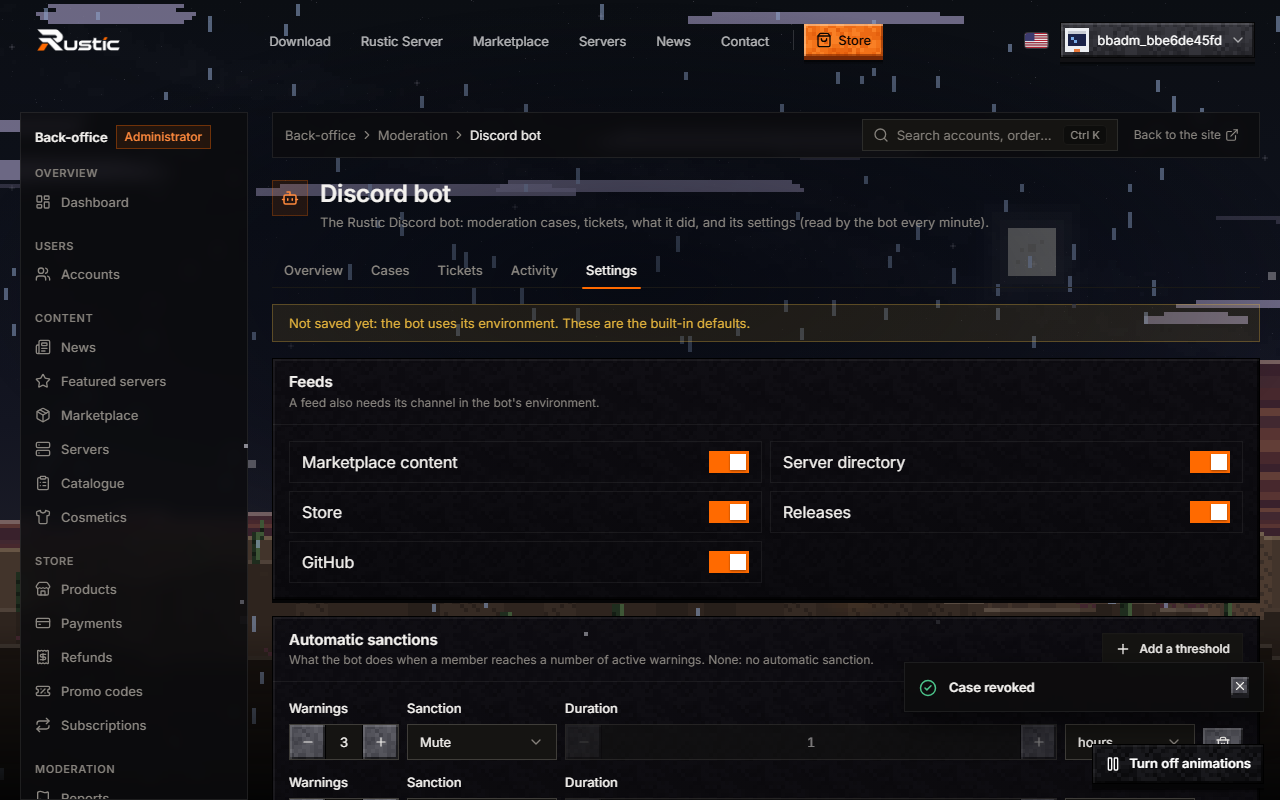 Rustic
Download
Rustic Server
Marketplace
Servers
News
Contact
Store
bbadm_bbe6de45fd
Back-office
Administrator
OVERVIEW
Dashboard
USERS
Accounts
CONTENT
News
Featured servers
Marketplace
Servers
Catalogue
Cosmetics
STORE
Products
Payments
Refunds
Promo codes
Subscriptions
MODERATION
Reports
Back-office > Moderation > Discord bot
Search accounts, order...
Ctrl K
Back to the site
Discord bot
The Rustic Discord bot: moderation cases, tickets, what it did, and its settings (read by the bot every minute).
Overview
Cases
Tickets
Activity
Settings
Not saved yet: the bot uses its environment. These are the built-in defaults.
Feeds
A feed also needs its channel in the bot's environment.
Marketplace content
Server directory
Store
Releases
GitHub
Automatic sanctions
What the bot does when a member reaches a number of active warnings. None: no automatic sanction.
Add a threshold
Case revoked
Warnings
Sanction
Duration
3
Mute
1
hours
Turn off animations
Warnings
Sanction
Duration